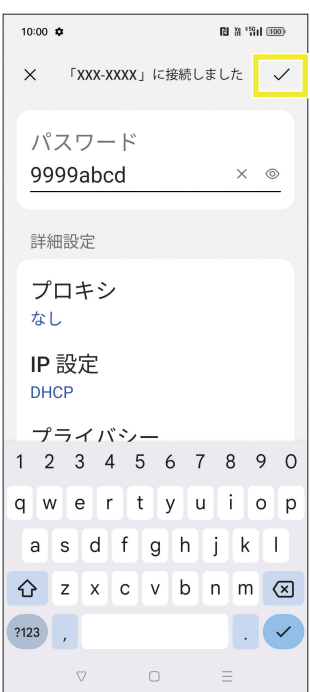 10:00
5G 100
「XXX-XXXX」に接続しました
パスワード
9999abcd
詳細設定
プロキシ
なし
IP 設定
DHCP
プライバシー
1 2 3 4 5 6 7 8 9 0
q w e r t y u i o p
a s d f g h j k l
z x c v b n m
?123 , .